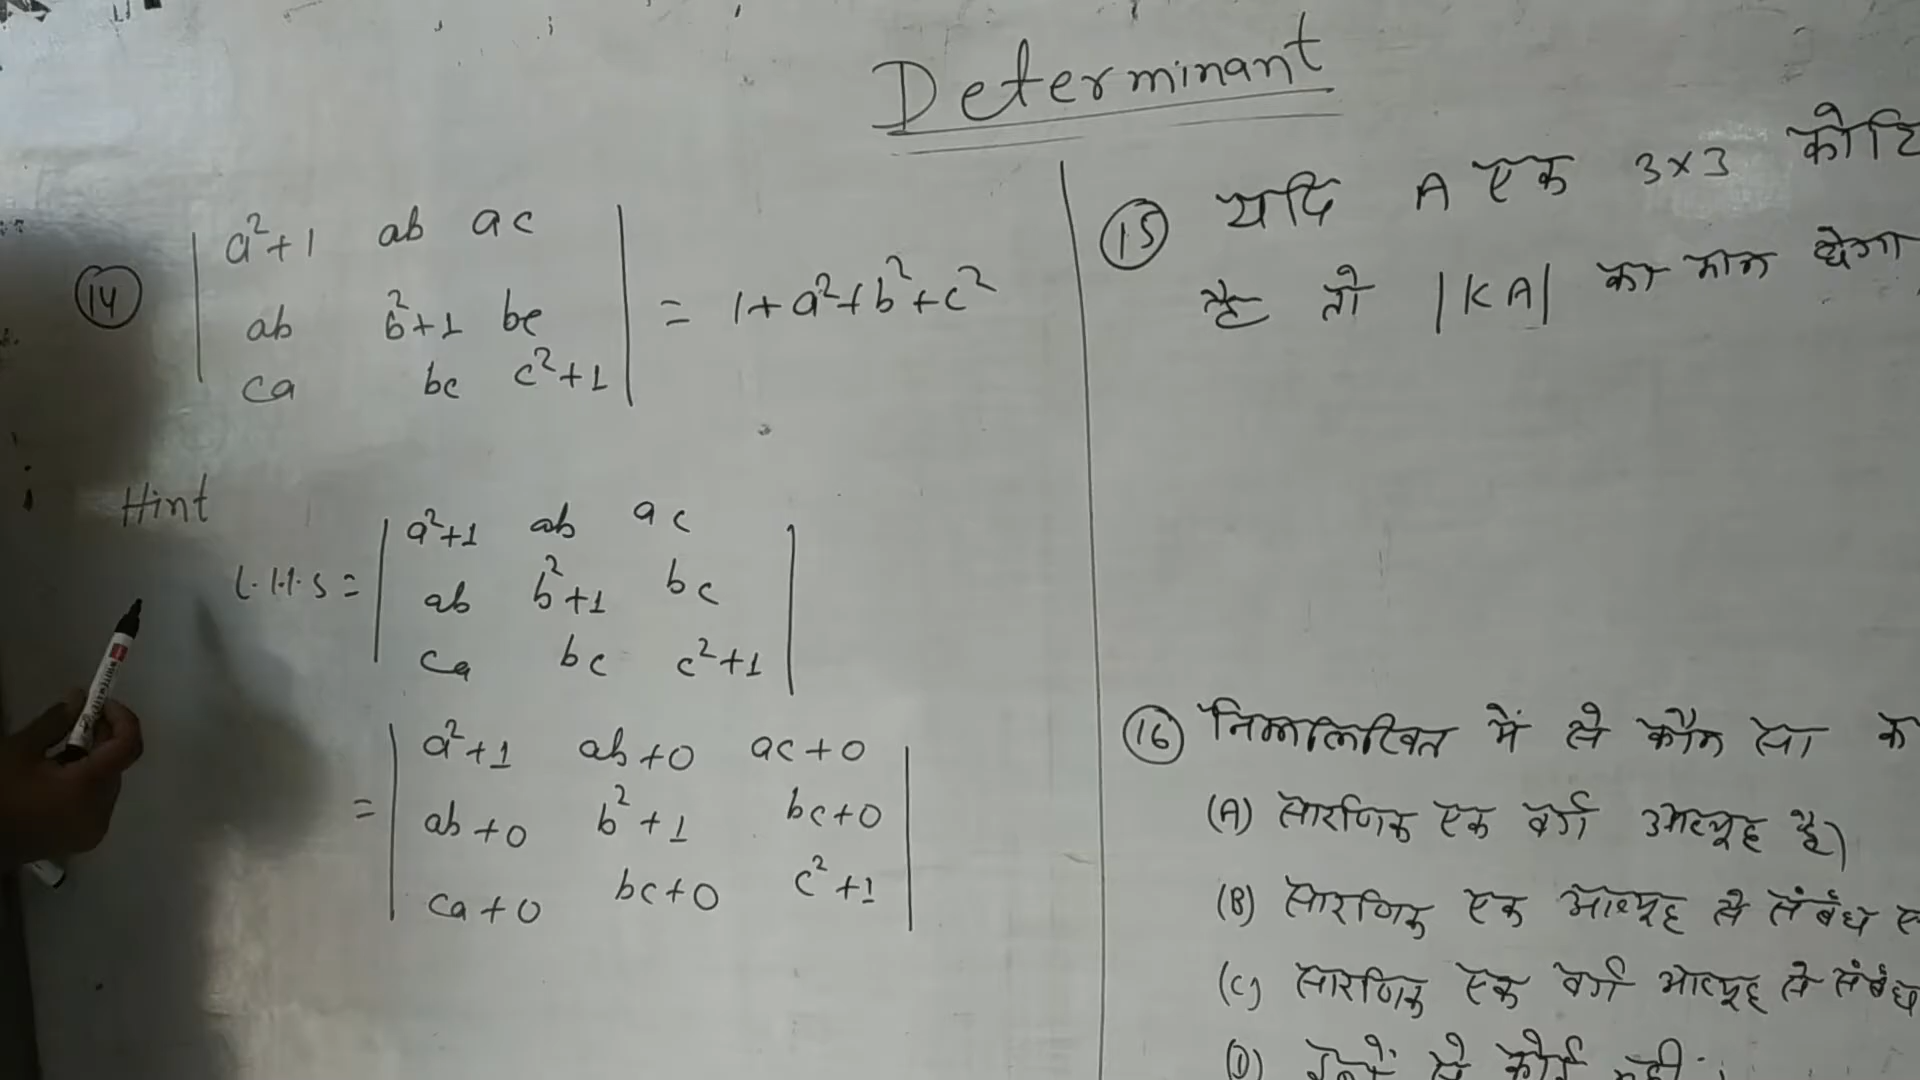 Determinant
(14) | a²+1 ab ac |
| ab b²+1 bc | = 1+a²+b²+c²
| ca bc c²+1 |
Hint
L.H.S = | a²+1 ab ac |
| ab b²+1 bc |
| ca bc c²+1 |
= | a²+1 ab+0 ac+0 |
| ab+0 b²+1 bc+0 |
| ca+0 bc+0 c²+1 |
(15) यदि A एक 3×3 कोटि
है तो |KA| का मान होगा
(16) निम्नलिखित में से कौन सा
(A) सारणिक एक वर्ग आव्यूह है।
(B) सारणिक एक आव्यूह से संबंध
(C) सारणिक एक वर्ग आव्यूह से संबंध
(D) इनमें से कोई नहीं